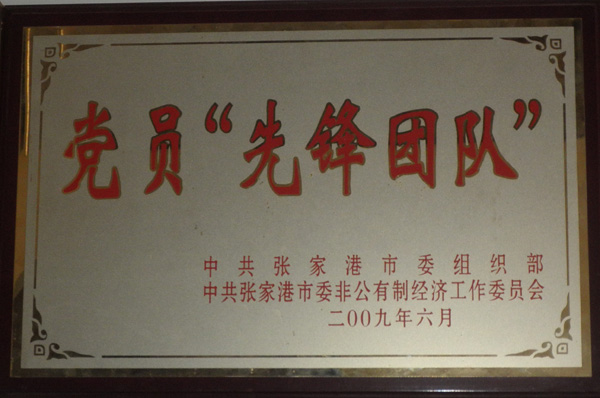 党员“先锋团队”
中共张家港市委组织部
中共张家港市委非公有制经济工作委员会
二00九年六月